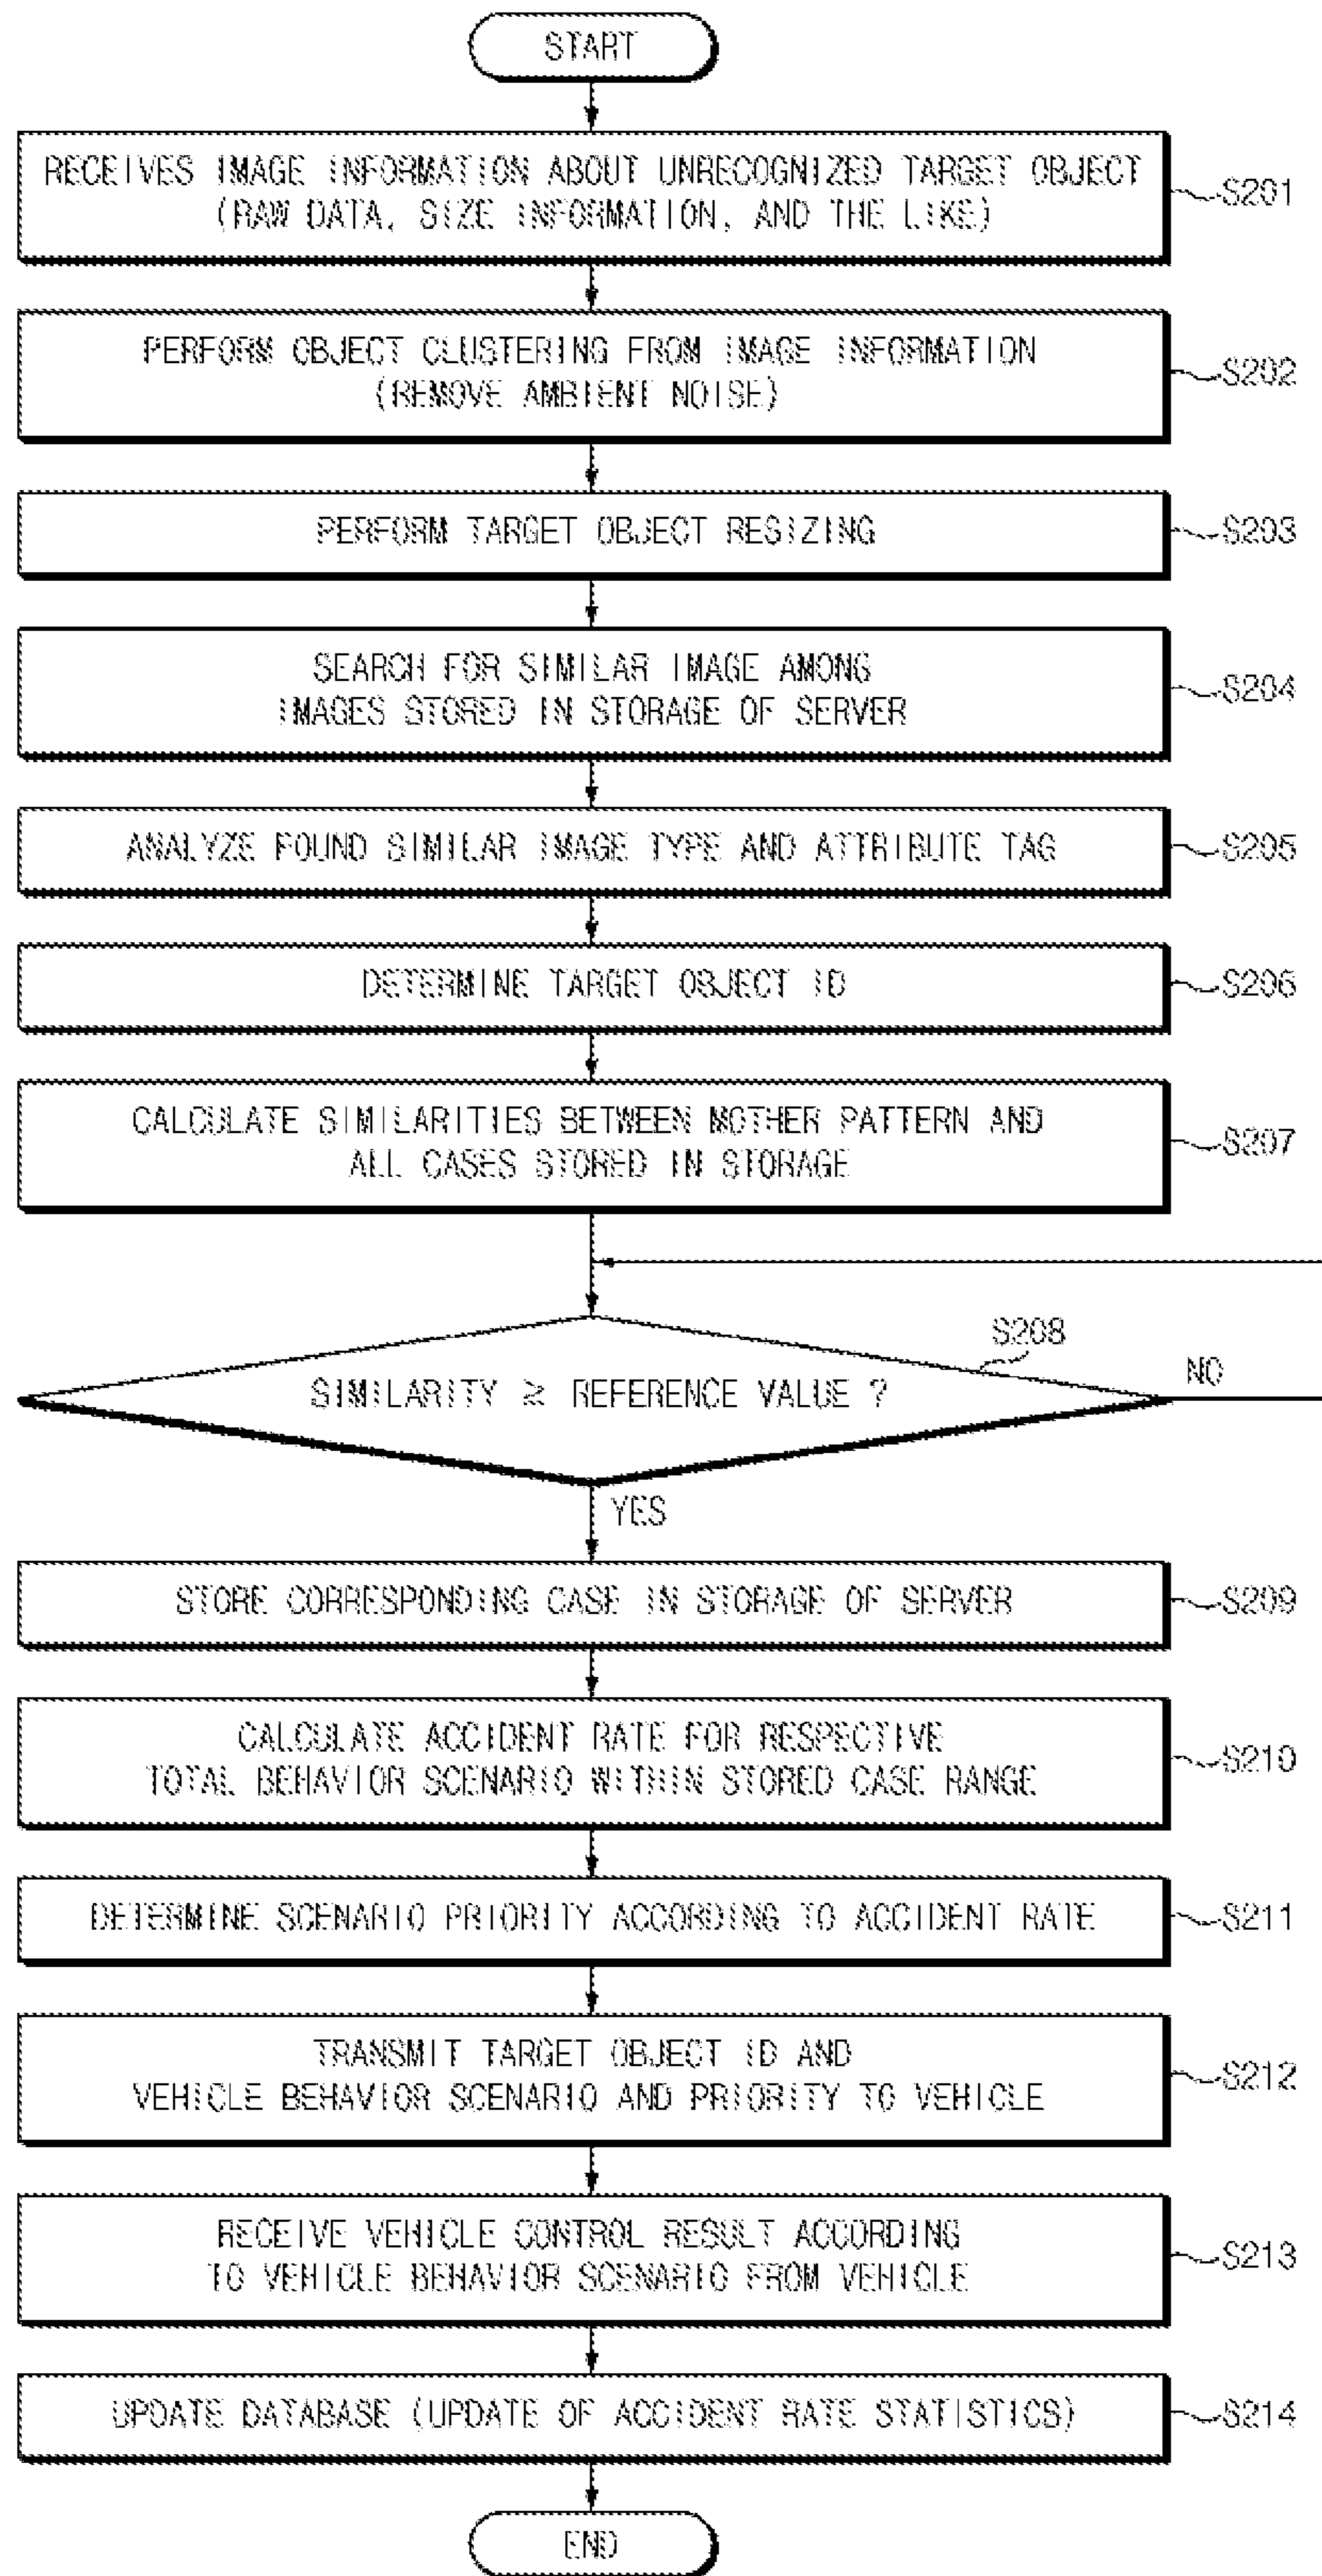 START
RECEIVES IMAGE INFORMATION ABOUT UNRECOGNIZED TARGET OBJECT
(RAW DATA, SIZE INFORMATION, AND THE LIKE)
S201
PERFORM OBJECT CLUSTERING FROM IMAGE INFORMATION
(REMOVE AMBIENT NOISE)
S202
PERFORM TARGET OBJECT RESIZING
S203
SEARCH FOR SIMILAR IMAGE AMONG
IMAGES STORED IN STORAGE OF SERVER
S204
ANALYZE FOUND SIMILAR IMAGE TYPE AND ATTRIBUTE TAG
S205
DETERMINE TARGET OBJECT ID
S206
CALCULATE SIMILARITIES BETWEEN MOTHER PATTERN AND
ALL CASES STORED IN STORAGE
S207
S208
SIMILARITY ≥ REFERENCE VALUE ?
NO
YES
STORE CORRESPONDING CASE IN STORAGE OF SERVER
S209
CALCULATE ACCIDENT RATE FOR RESPECTIVE
TOTAL BEHAVIOR SCENARIO WITHIN STORED CASE RANGE
S210
DETERMINE SCENARIO PRIORITY ACCORDING TO ACCIDENT RATE
S211
TRANSMIT TARGET OBJECT ID AND
VEHICLE BEHAVIOR SCENARIO AND PRIORITY TO VEHICLE
S212
RECEIVE VEHICLE CONTROL RESULT ACCORDING
TO VEHICLE BEHAVIOR SCENARIO FROM VEHICLE
S213
UPDATE DATABASE (UPDATE OF ACCIDENT RATE STATISTICS)
S214
END